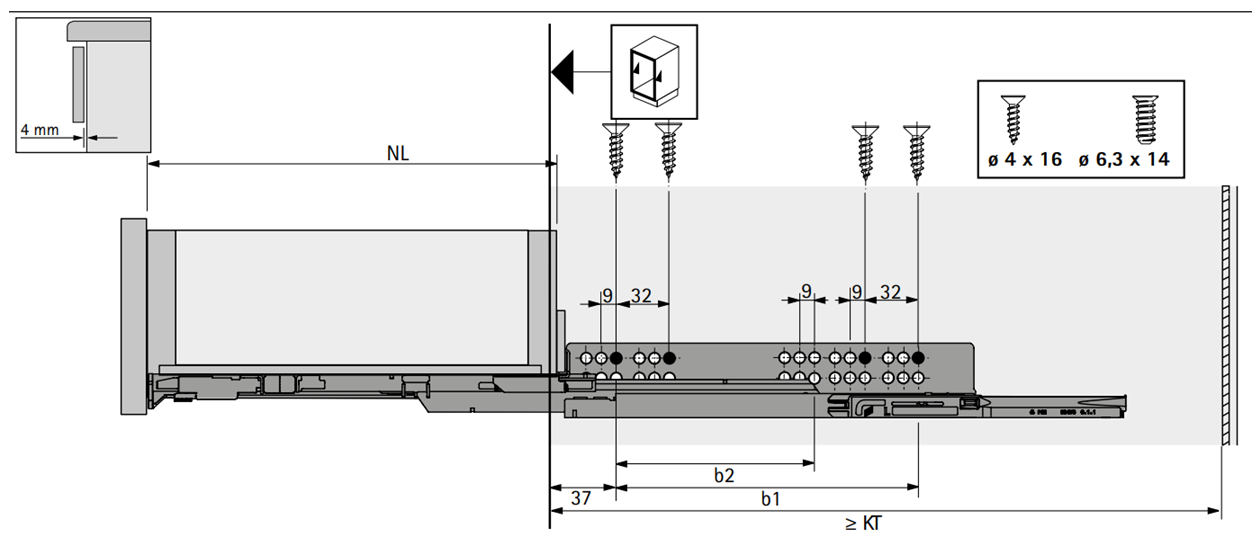 4 mm
NL
ø 4 x 16 ø 6,3 x 14
9 32 9 9 32
b2
37 b1
≥ KT